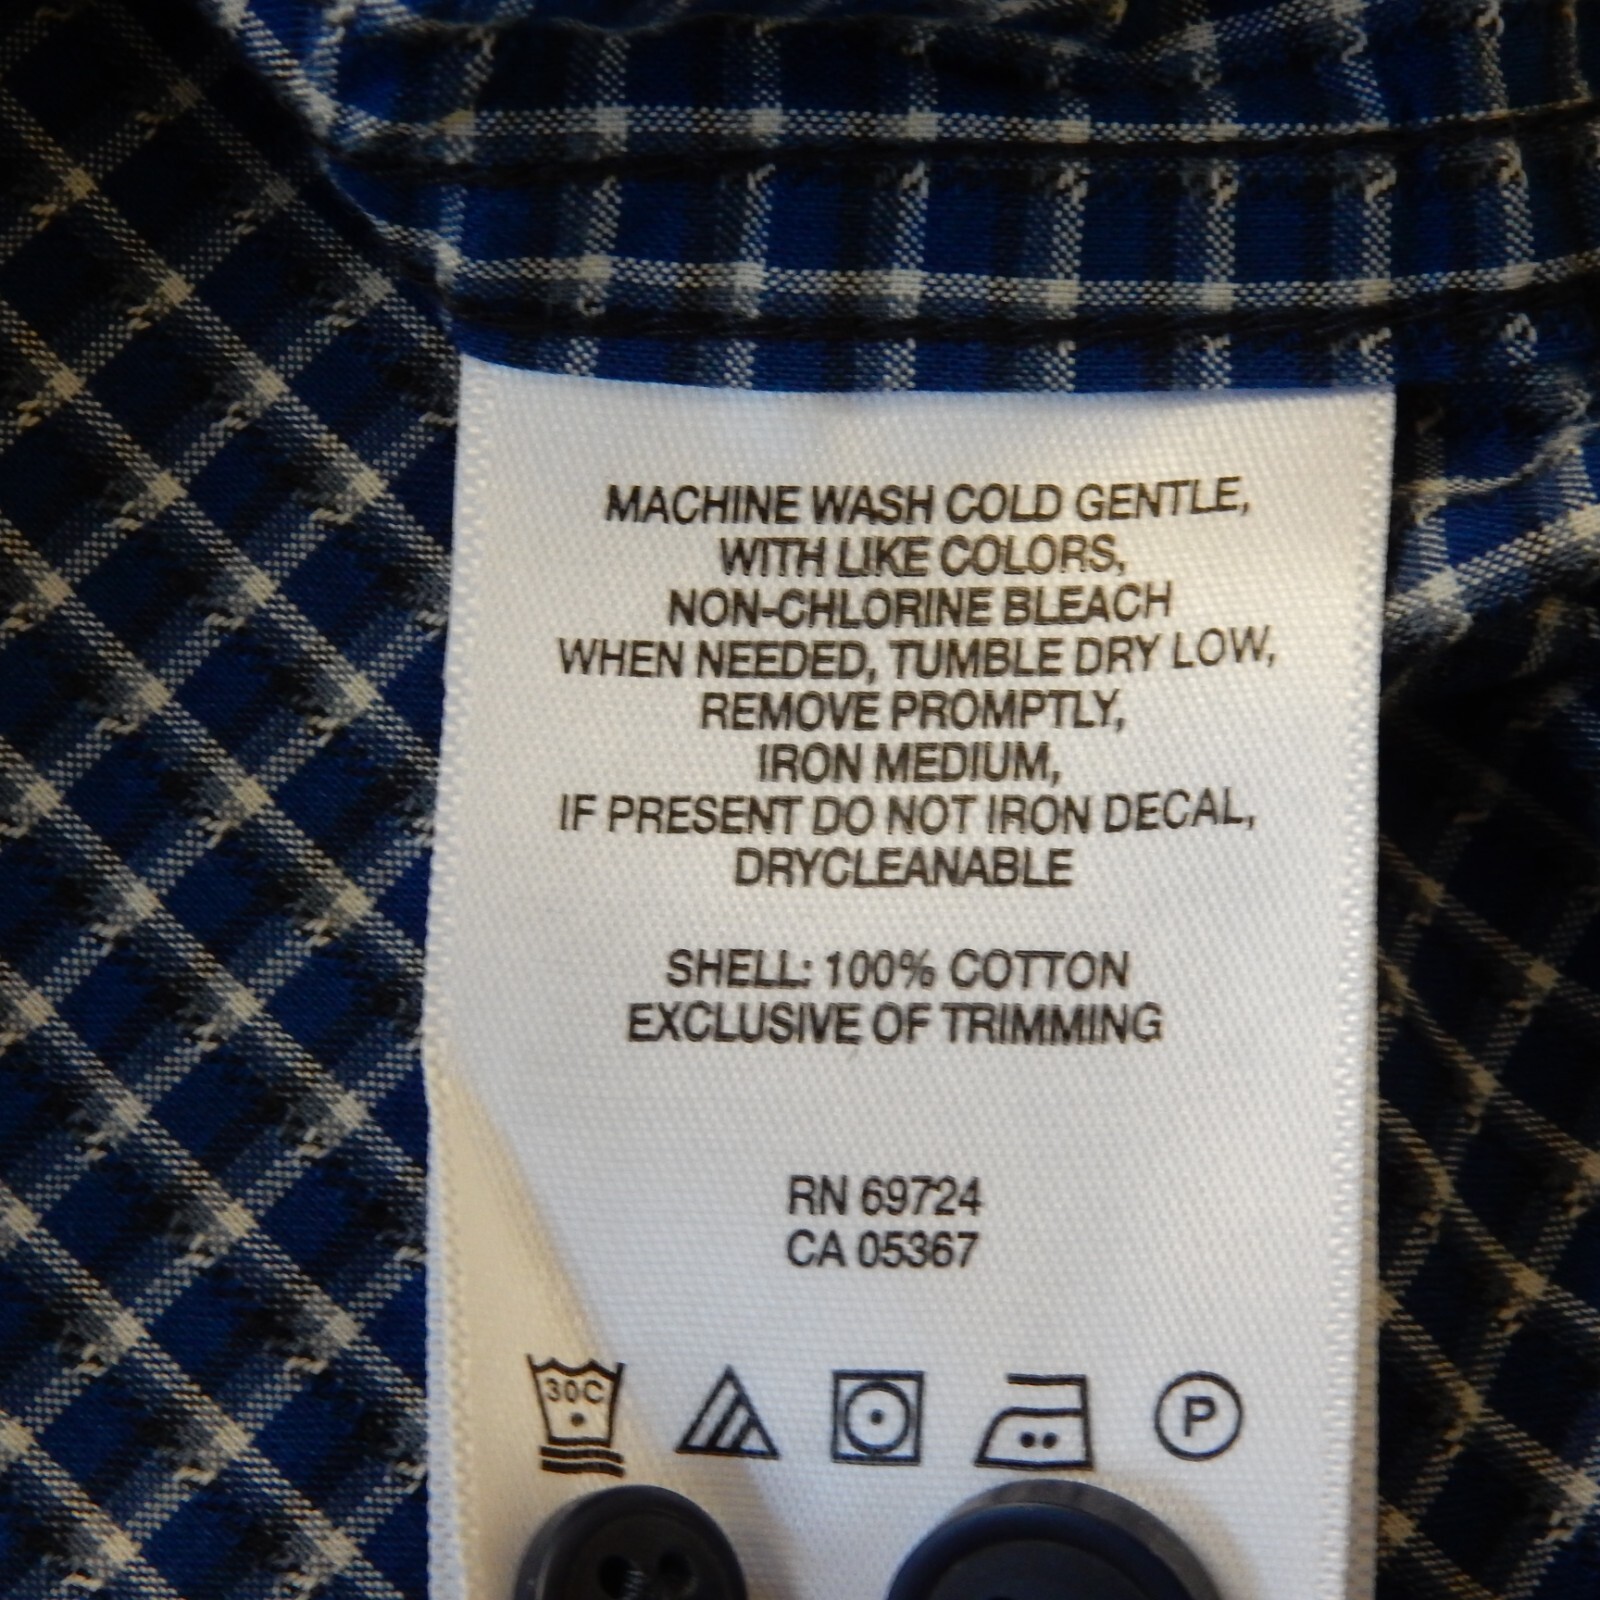 MACHINE WASH COLD GENTLE,
WITH LIKE COLORS,
NON-CHLORINE BLEACH
WHEN NEEDED, TUMBLE DRY LOW,
REMOVE PROMPTLY,
IRON MEDIUM,
IF PRESENT DO NOT IRON DECAL,
DRYCLEANABLE
SHELL: 100% COTTON
EXCLUSIVE OF TRIMMING
RN 69724
CA 05367
30C P